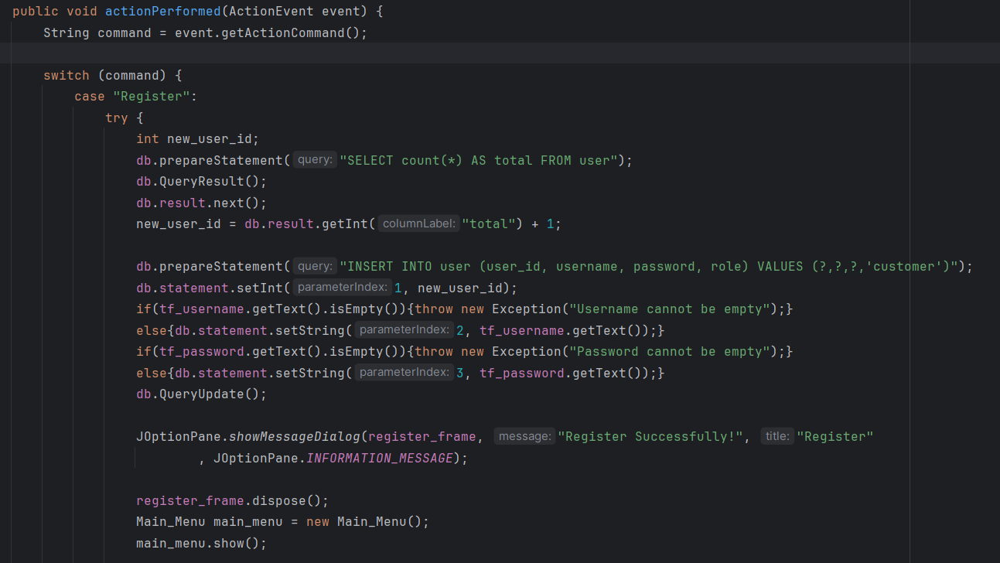 public void actionPerformed(ActionEvent event) {
    String command = event.getActionCommand();

    switch (command) {
        case "Register":
            try {
                int new_user_id;
                db.prepareStatement( query: "SELECT count(*) AS total FROM user");
                db.QueryResult();
                db.result.next();
                new_user_id = db.result.getInt( columnLabel: "total") + 1;

                db.prepareStatement( query: "INSERT INTO user (user_id, username, password, role) VALUES (?,?,?,'customer')");
                db.statement.setInt( parameterIndex: 1, new_user_id);
                if(tf_username.getText().isEmpty()){throw new Exception("Username cannot be empty");}
                else{db.statement.setString( parameterIndex: 2, tf_username.getText());}
                if(tf_password.getText().isEmpty()){throw new Exception("Password cannot be empty");}
                else{db.statement.setString( parameterIndex: 3, tf_password.getText());}
                db.QueryUpdate();

                JOptionPane.showMessageDialog(register_frame, message: "Register Successfully!", title: "Register"
                        , JOptionPane.INFORMATION_MESSAGE);

                register_frame.dispose();
                Main_Menu main_menu = new Main_Menu();
                main_menu.show();